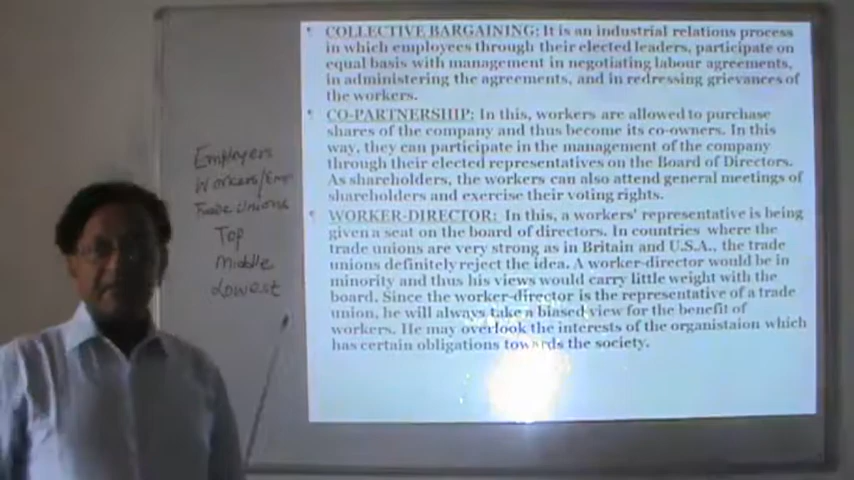 COLLECTIVE BARGAINING: It is an industrial relations process
in which employees through their elected leaders, participate on
equal basis with management in negotiating labour agreements,
in administering the agreements, and in redressing grievances of
the workers.
CO-PARTNERSHIP: In this, workers are allowed to purchase
shares of the company and thus become its co-owners. In this
way, they can participate in the management of the company
through their elected representatives on the Board of Directors.
As shareholders, the workers can also attend general meetings of
shareholders and exercise their voting rights.
WORKER-DIRECTOR: In this, a workers' representative is being
given a seat on the board of directors. In countries where the
trade unions are very strong as in Britain and U.S.A., the trade
unions definitely reject the idea. A worker-director would be in
minority and thus his views would carry little weight with the
board. Since the worker-director is the representative of a trade
union, he will always take a biased view for the benefit of
workers. He may overlook the interests of the organistaion which
has certain obligations towards the society.
Employers
Workers/Emp
Trade Unions
Top
Middle
Lowest